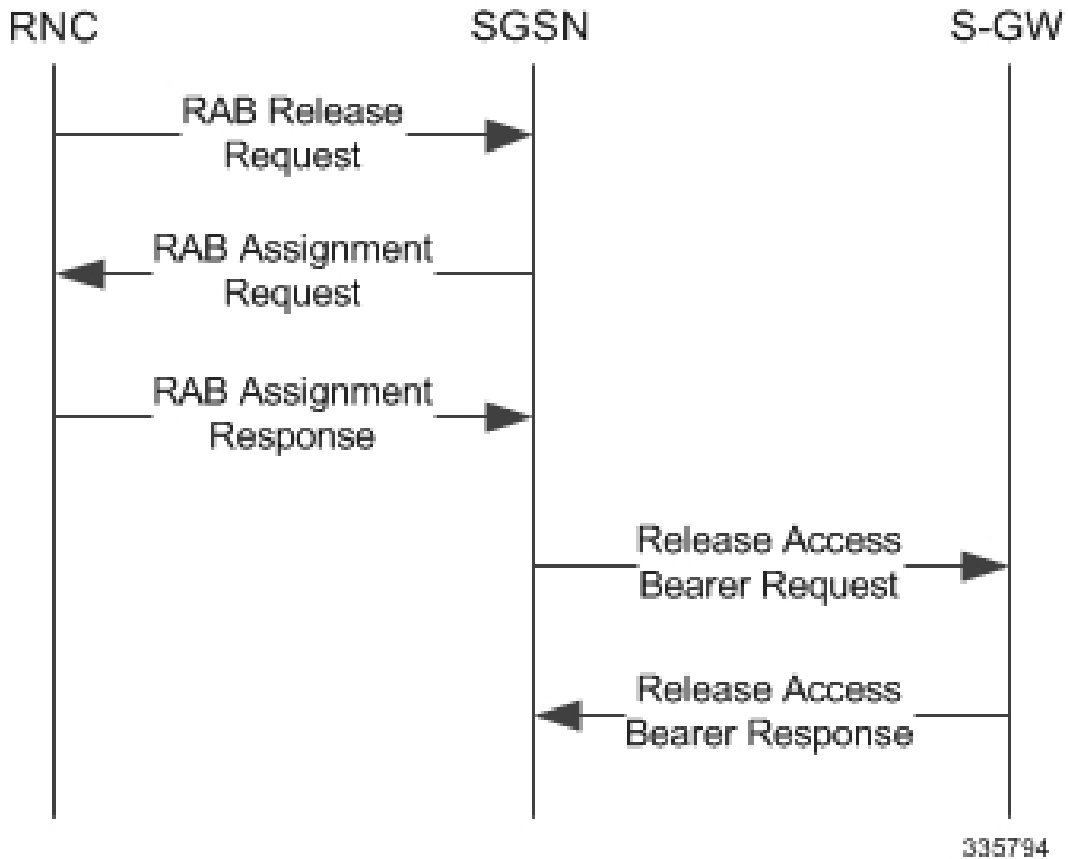 RNC
SGSN
S-GW
RAB Release
Request
RAB Assignment
Request
RAB Assignment
Response
Release Access
Bearer Request
Release Access
Bearer Response
335794